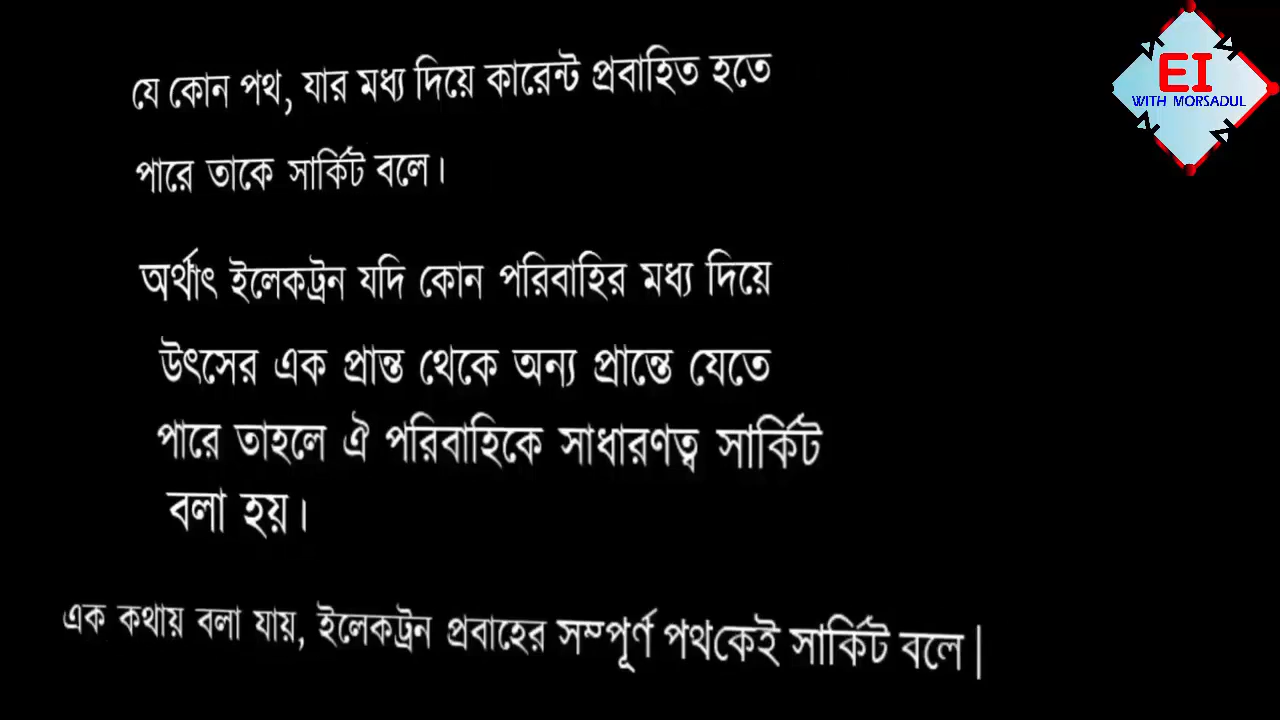 যে কোন পথ, যার মধ্য দিয়ে কারেন্ট প্রবাহিত হতে
পারে তাকে সার্কিট বলে।
অর্থাৎ ইলেকট্রন যদি কোন পরিবাহির মধ্য দিয়ে
উৎসের এক প্রান্ত থেকে অন্য প্রান্তে যেতে
পারে তাহলে ঐ পরিবাহিকে সাধারণত্ব সার্কিট
বলা হয়।
এক কথায় বলা যায়, ইলেকট্রন প্রবাহের সম্পূর্ণ পথকেই সার্কিট বলে|
EI
WITH MORSADUL